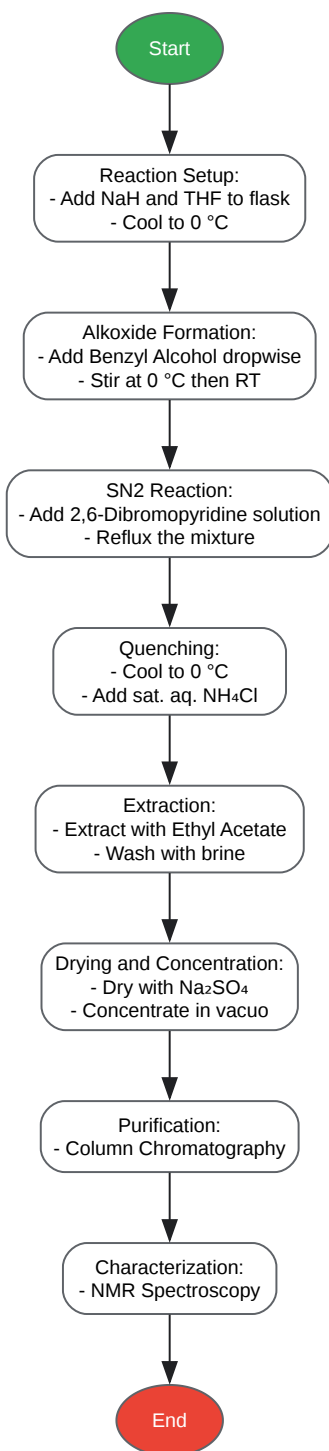 Start
Reaction Setup:
- Add NaH and THF to flask
- Cool to 0 °C
Alkoxide Formation:
- Add Benzyl Alcohol dropwise
- Stir at 0 °C then RT
SN2 Reaction:
- Add 2,6-Dibromopyridine solution
- Reflux the mixture
Quenching:
- Cool to 0 °C
- Add sat. aq. NH₄Cl
Extraction:
- Extract with Ethyl Acetate
- Wash with brine
Drying and Concentration:
- Dry with Na₂SO₄
- Concentrate in vacuo
Purification:
- Column Chromatography
Characterization:
- NMR Spectroscopy
End